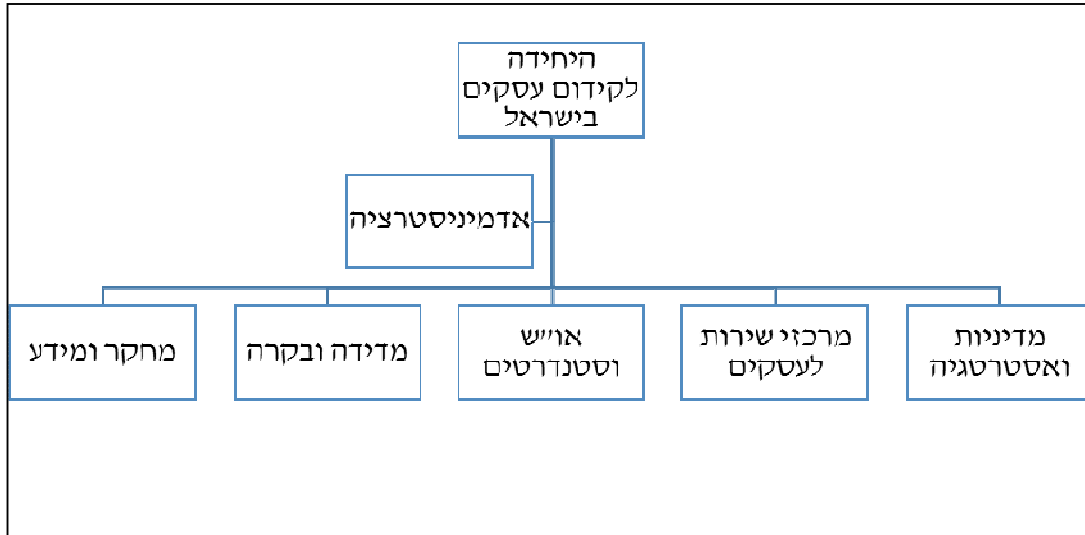 היחידה
לקידום עסקים
בישראל
אדמיניסטרציה
מדיניות
ואסטרטגיה
מרכזי שירות
לעסקים
או"ש
וסטנדרטים
מדידה ובקרה
מחקר ומידע